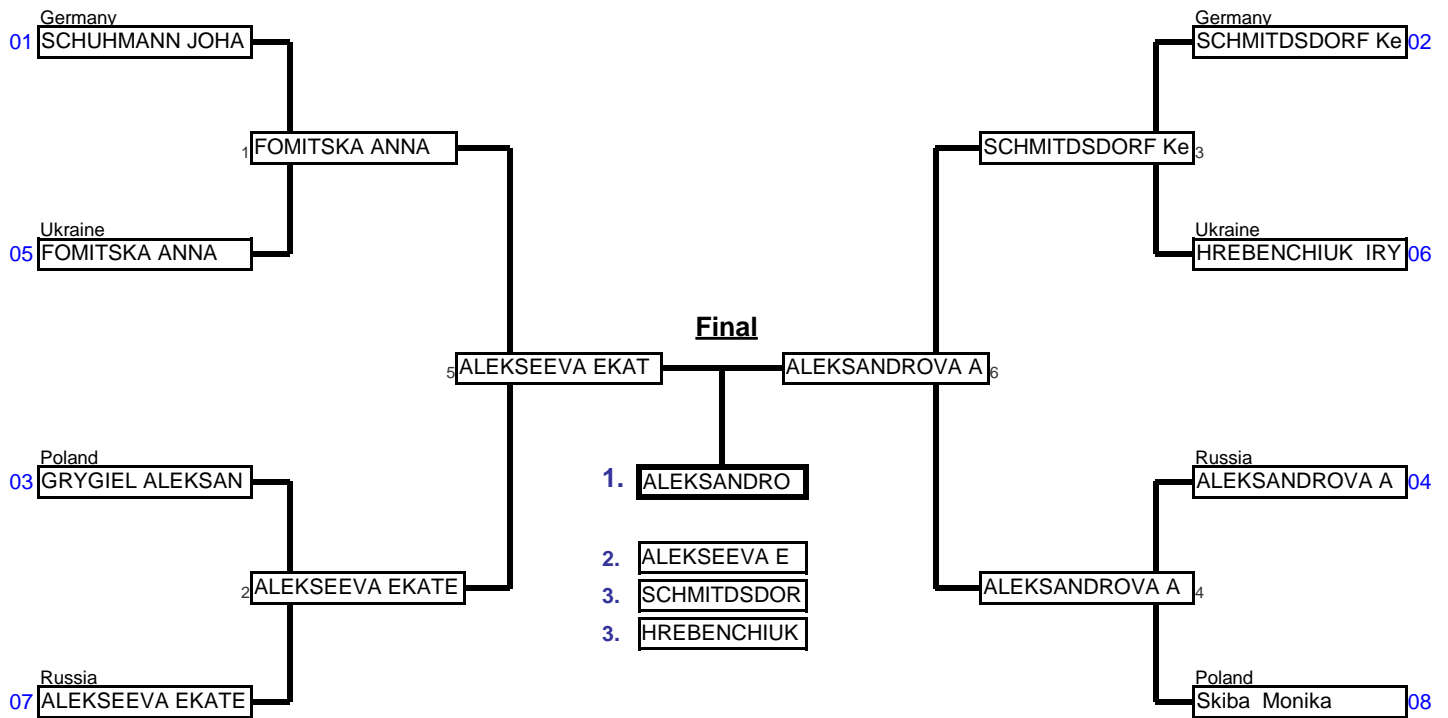 Germany
Germany
01 SCHUHMANN JOHA
SCHMITDSDORF Ke 02
1 FOMITSKA ANNA
SCHMITDSDORF Ke 3
Ukraine
Ukraine
05 FOMITSKA ANNA
HREBENCHIUK IRY 06
Final
5 ALEKSEEVA EKAT
ALEKSANDROVA A 6
Poland
Russia
03 GRYGIEL ALEKSAN
1. ALEKSANDRO
ALEKSANDROVA A 04
2. ALEKSEEVA E
2 ALEKSEEVA EKATE
3. SCHMITDSDOR
ALEKSANDROVA A 4
3. HREBENCHIUK
Russia
Poland
07 ALEKSEEVA EKATE
Skiba Monika 08